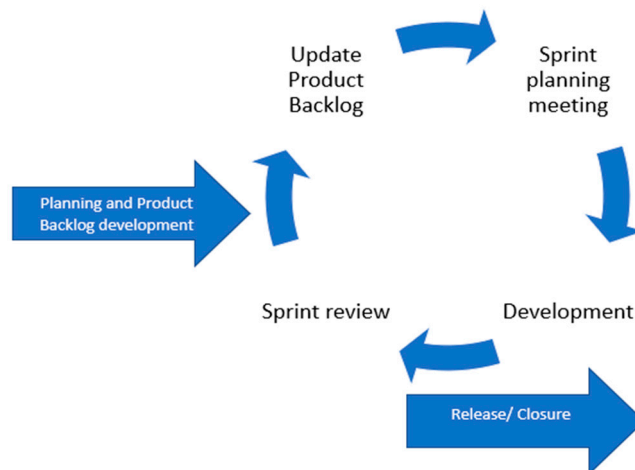 Update
Product
Backlog
Sprint
planning
meeting
Planning and Product
Backlog development
Sprint review
Development
Release/ Closure